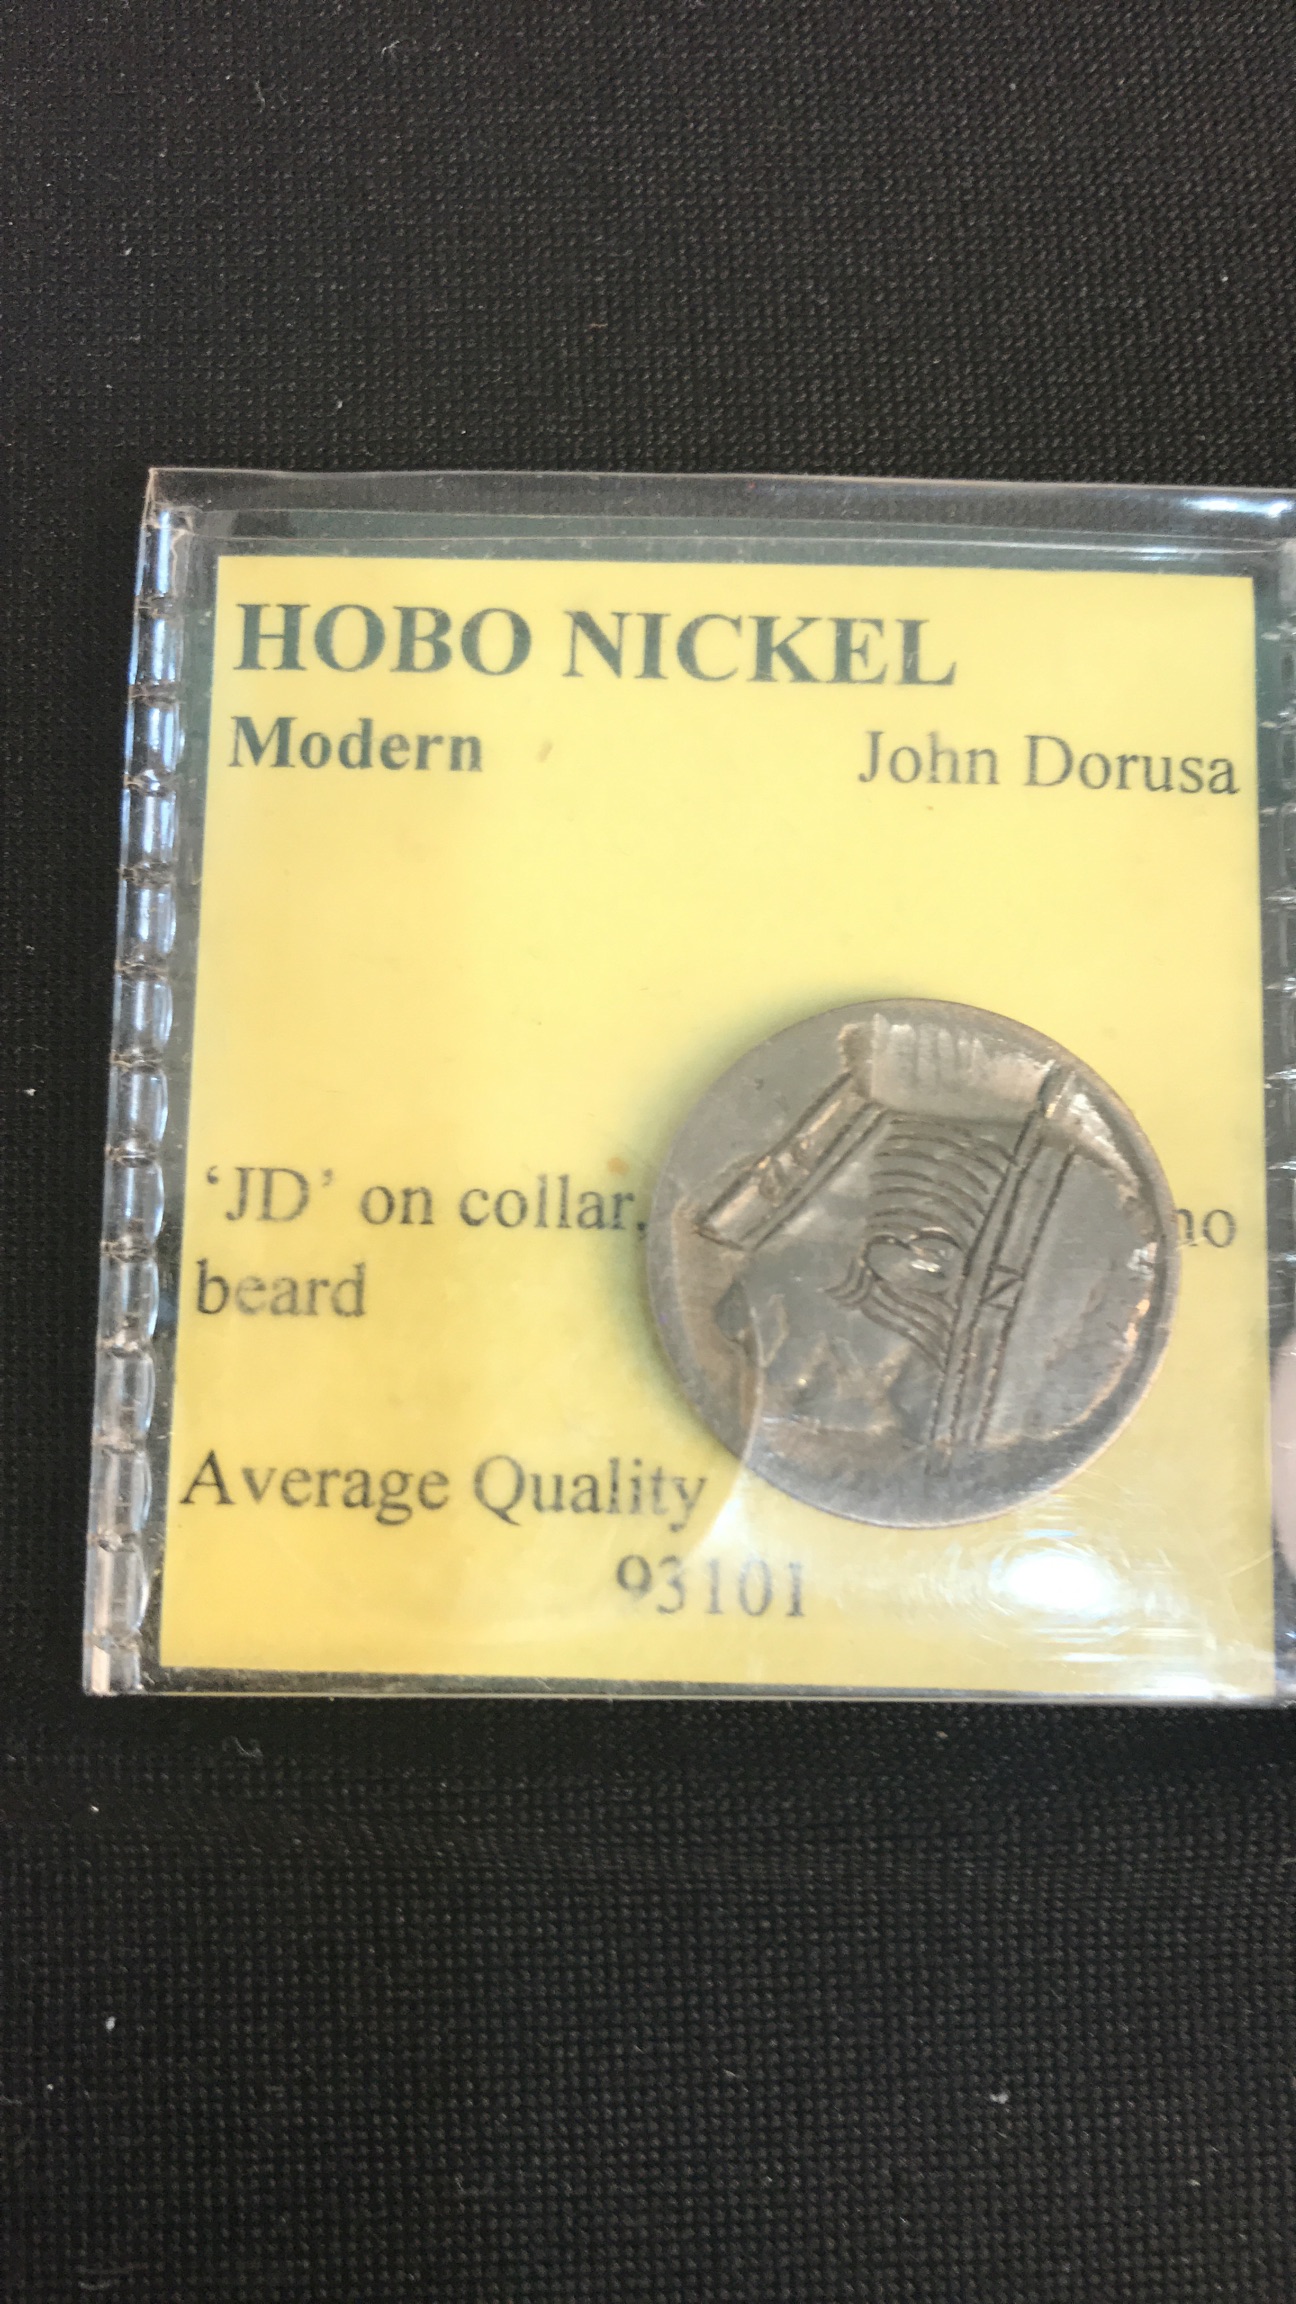 HOBO NICKEL
Modern John Dorusa
‘JD’ on collar, no
beard
Average Quality
93101